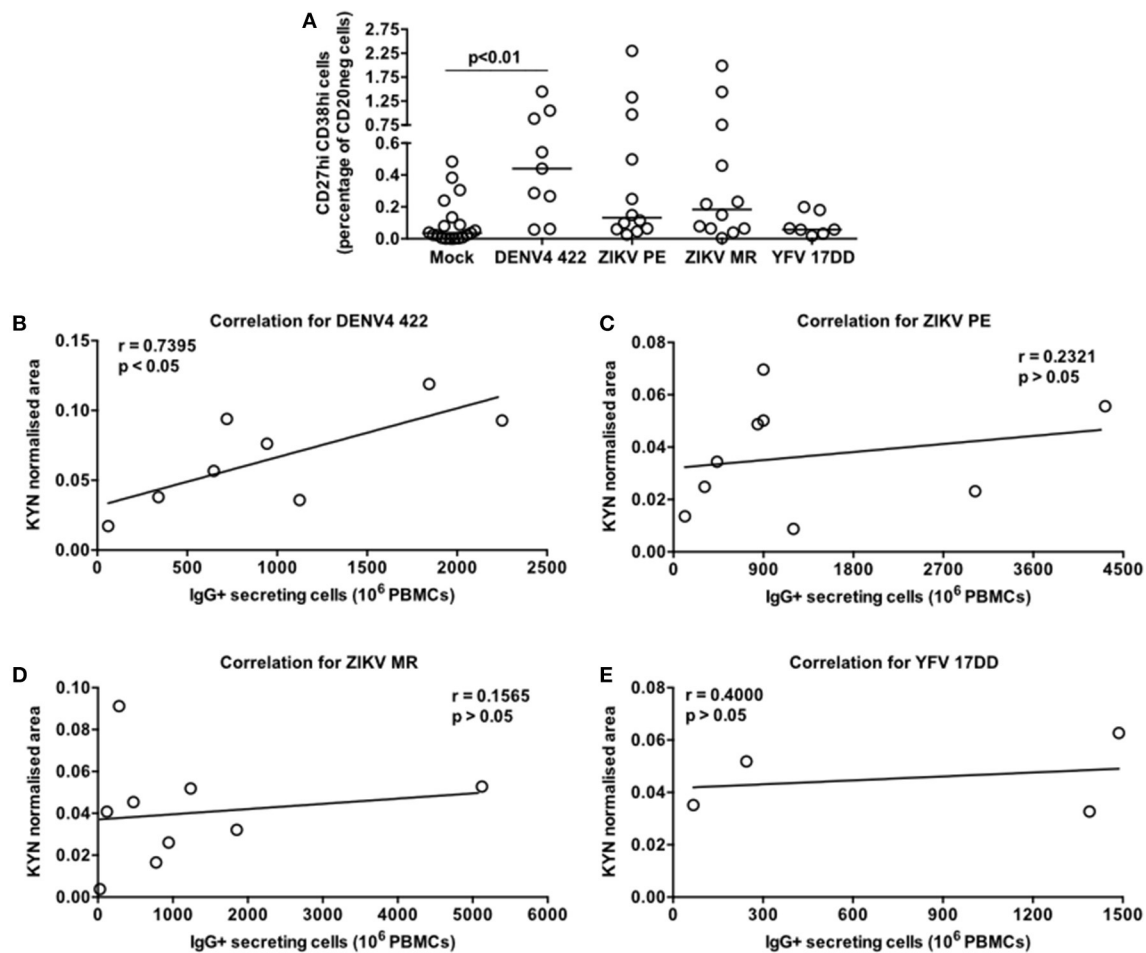 A
CD27hi CD38hi cells
(percentage of CD20neg cells)
2.75
2.25
1.75
1.25
0.75
0.6
0.4
0.2
0.0
p<0.01
Mock DENV4 422 ZIKV PE ZIKV MR YFV 17DD
B
Correlation for DENV4 422
r = 0.7395
p < 0.05
KYN normalised area
0.15
0.10
0.05
0.00
0 500 1000 1500 2000 2500
IgG+ secreting cells (10⁶ PBMCs)
C
Correlation for ZIKV PE
r = 0.2321
p > 0.05
KYN normalised area
0.08
0.06
0.04
0.02
0.00
0 900 1800 2700 3600 4500
IgG+ secreting cells (10⁶ PBMCs)
D
Correlation for ZIKV MR
r = 0.1565
p > 0.05
KYN normalised area
0.10
0.08
0.06
0.04
0.02
0.00
0 1000 2000 3000 4000 5000 6000
IgG+ secreting cells (10⁶ PBMCs)
E
Correlation for YFV 17DD
r = 0.4000
p > 0.05
KYN normalised area
0.08
0.06
0.04
0.02
0.00
0 300 600 900 1200 1500
IgG+ secreting cells (10⁶ PBMCs)